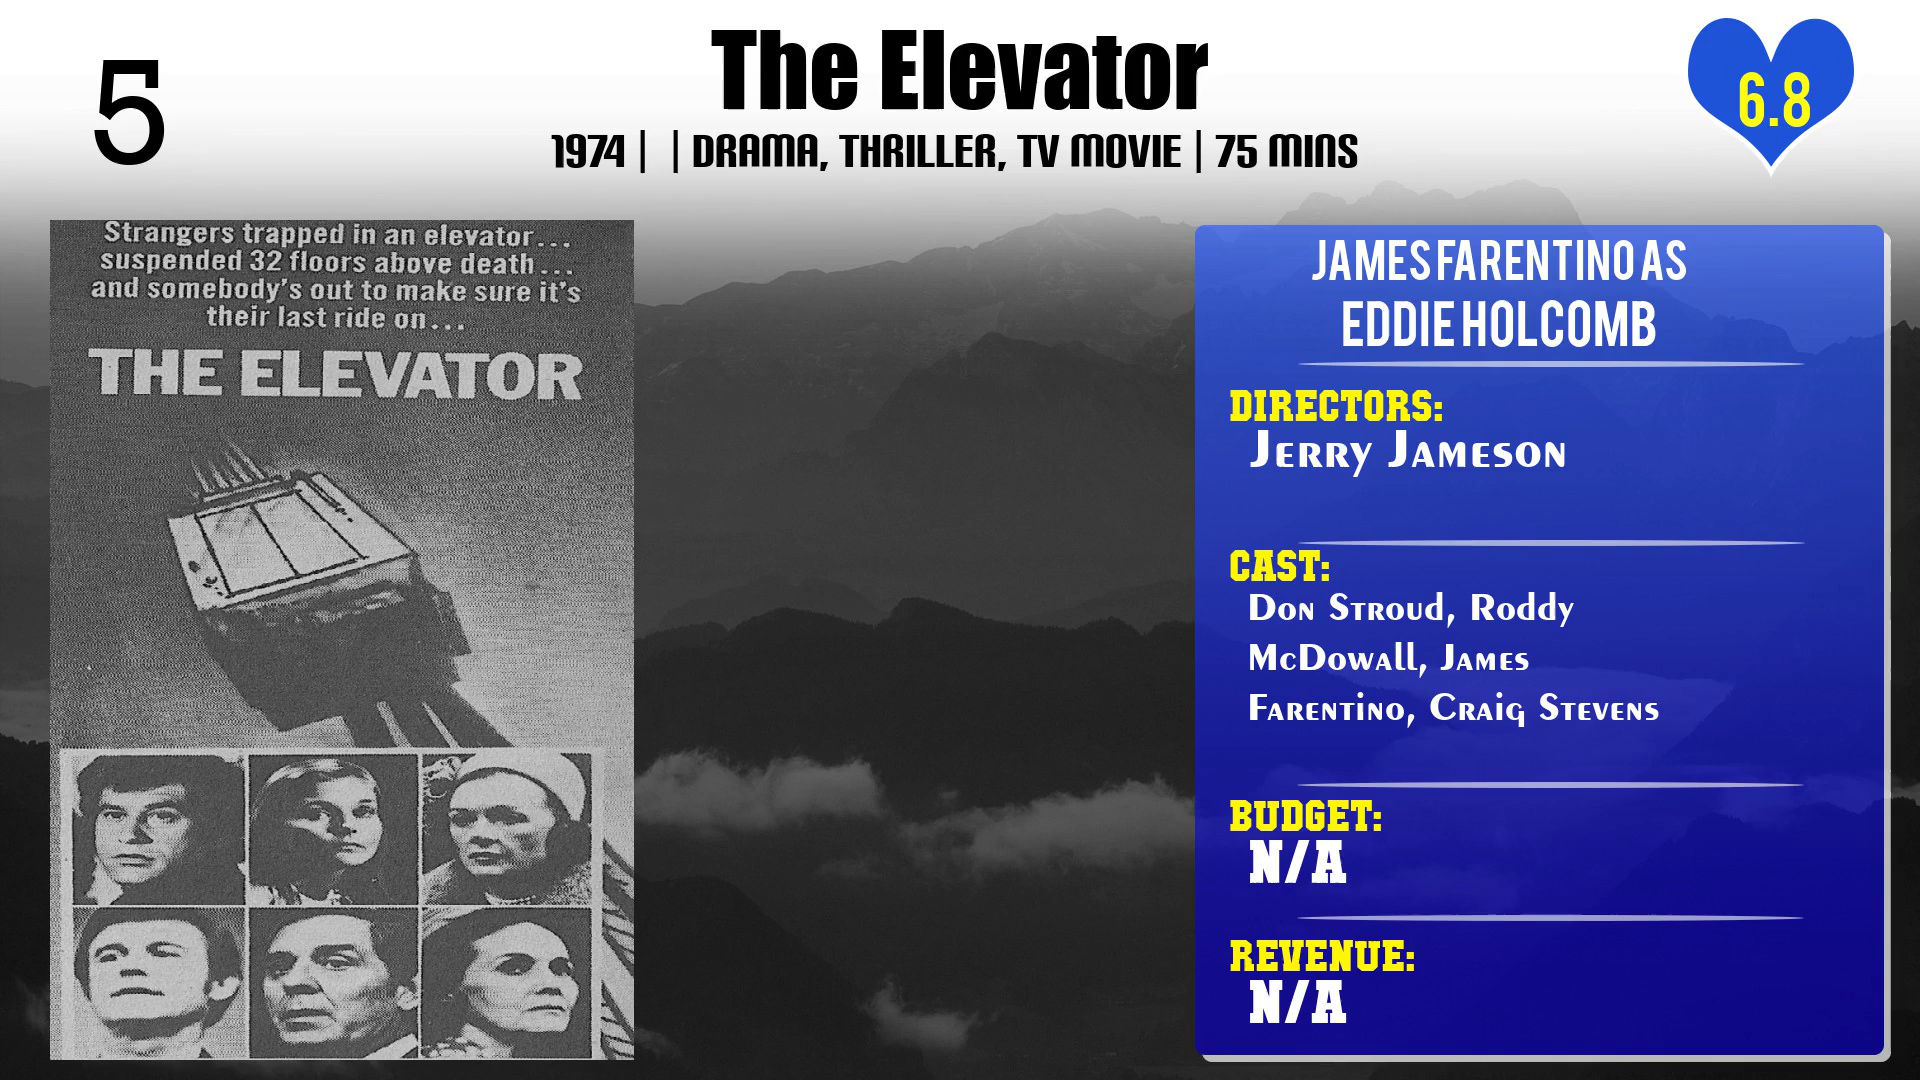 5
The Elevator
6.8
1974 | | DRAMA, THRILLER, TV MOVIE | 75 MINS
Strangers trapped in an elevator...
suspended 32 floors above death...
and somebody's out to make sure it's
their last ride on...
THE ELEVATOR
JAMES FARENTINO AS
EDDIE HOLCOMB
DIRECTORS:
Jerry Jameson
CAST:
Don Stroud, Roddy
McDowall, James
Farentino, Craig Stevens
BUDGET:
N/A
REVENUE:
N/A